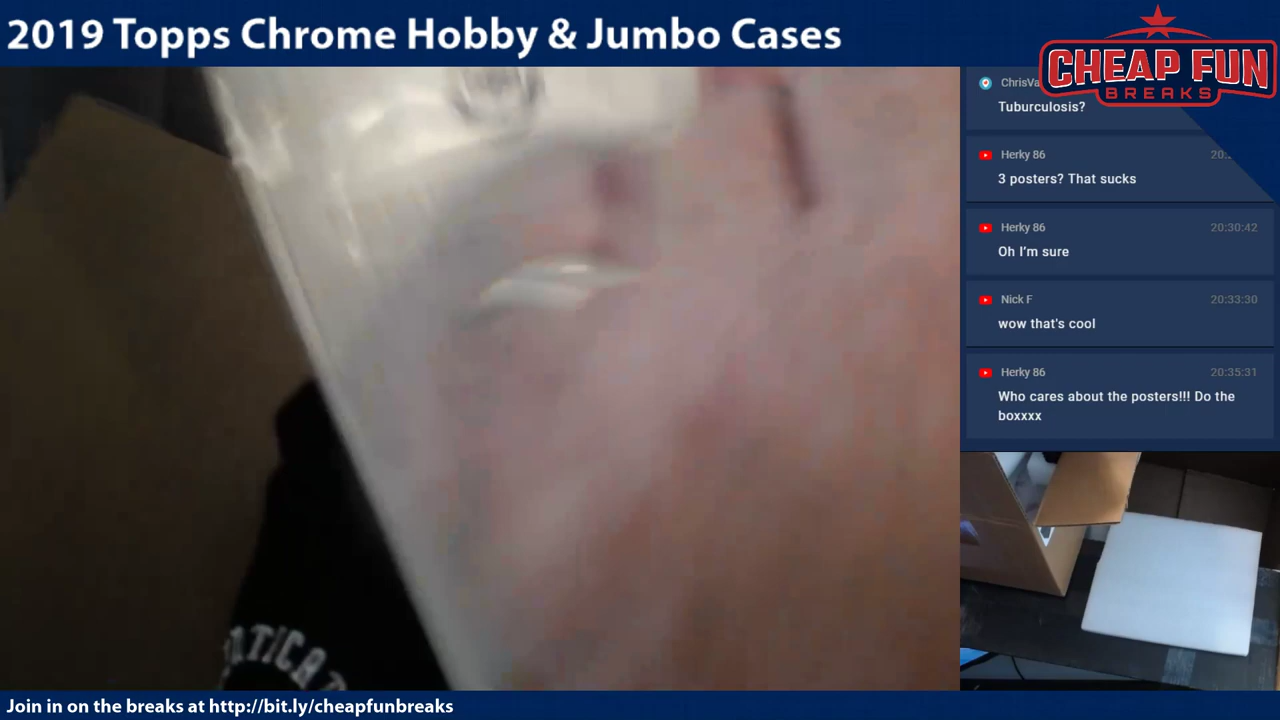 2019 Topps Chrome Hobby & Jumbo Cases
CHEAP FUN
BREAKS
Tuburculosis?
Herky 86
3 posters? That sucks
Herky 86 20:30:42
Oh I'm sure
Nick F 20:33:30
wow that's cool
Herky 86 20:35:31
Who cares about the posters!!! Do the
boxxxx
Join in on the breaks at http://bit.ly/cheapfunbreaks